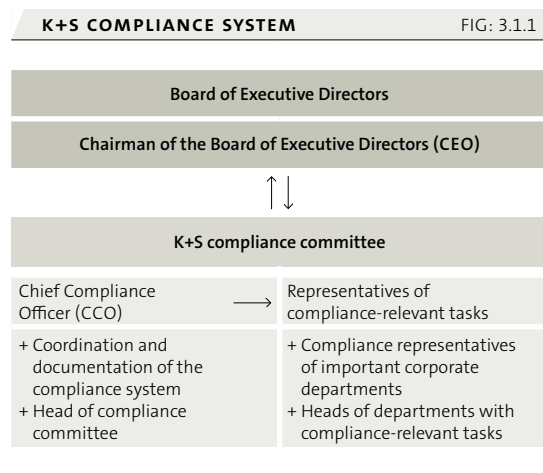 K+S COMPLIANCE SYSTEM FIG: 3.1.1
Board of Executive Directors
Chairman of the Board of Executive Directors (CEO)
K+S compliance committee
Chief Compliance
Officer (CCO)
Representatives of
compliance-relevant tasks
+ Coordination and
documentation of the
compliance system
+ Head of compliance
committee
+ Compliance representatives
of important corporate
departments
+ Heads of departments with
compliance-relevant tasks